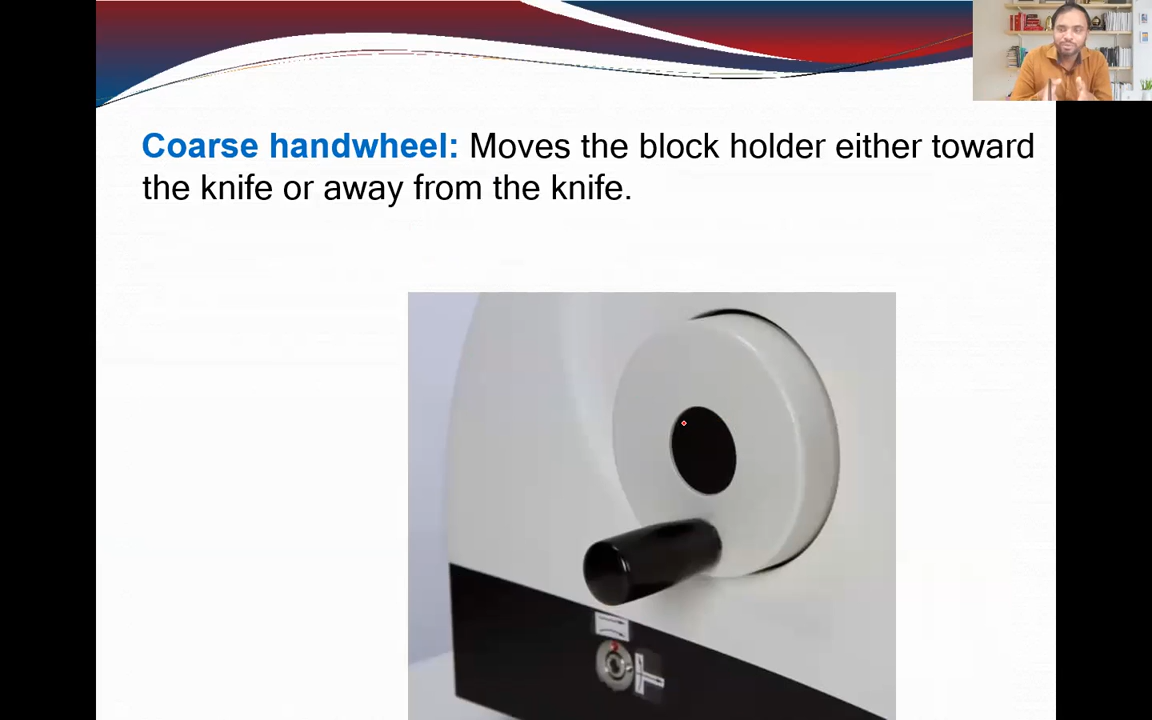 Coarse handwheel: Moves the block holder either toward
the knife or away from the knife.